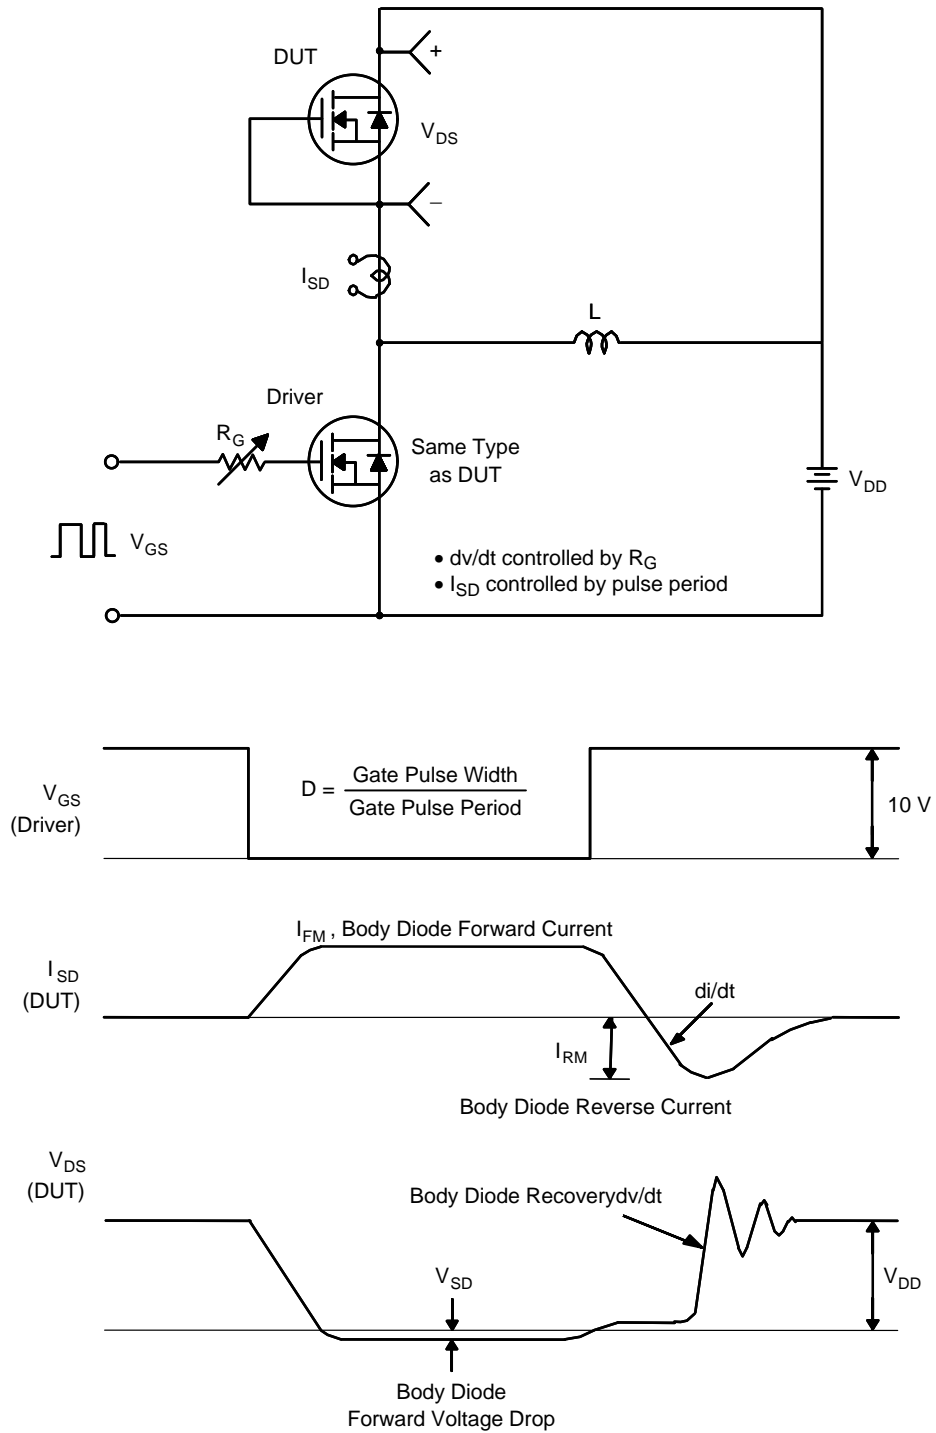 DUT
+
V_DS
−
I_SD
L
Driver
R_G
Same Type
as DUT
V_DD
V_GS
• dv/dt controlled by R_G
• I_SD controlled by pulse period
V_GS
(Driver)
D = Gate Pulse Width
Gate Pulse Period
10 V
I_FM , Body Diode Forward Current
I_SD
(DUT)
di/dt
I_RM
Body Diode Reverse Current
V_DS
(DUT)
Body Diode Recoverydv/dt
V_SD
V_DD
Body Diode
Forward Voltage Drop